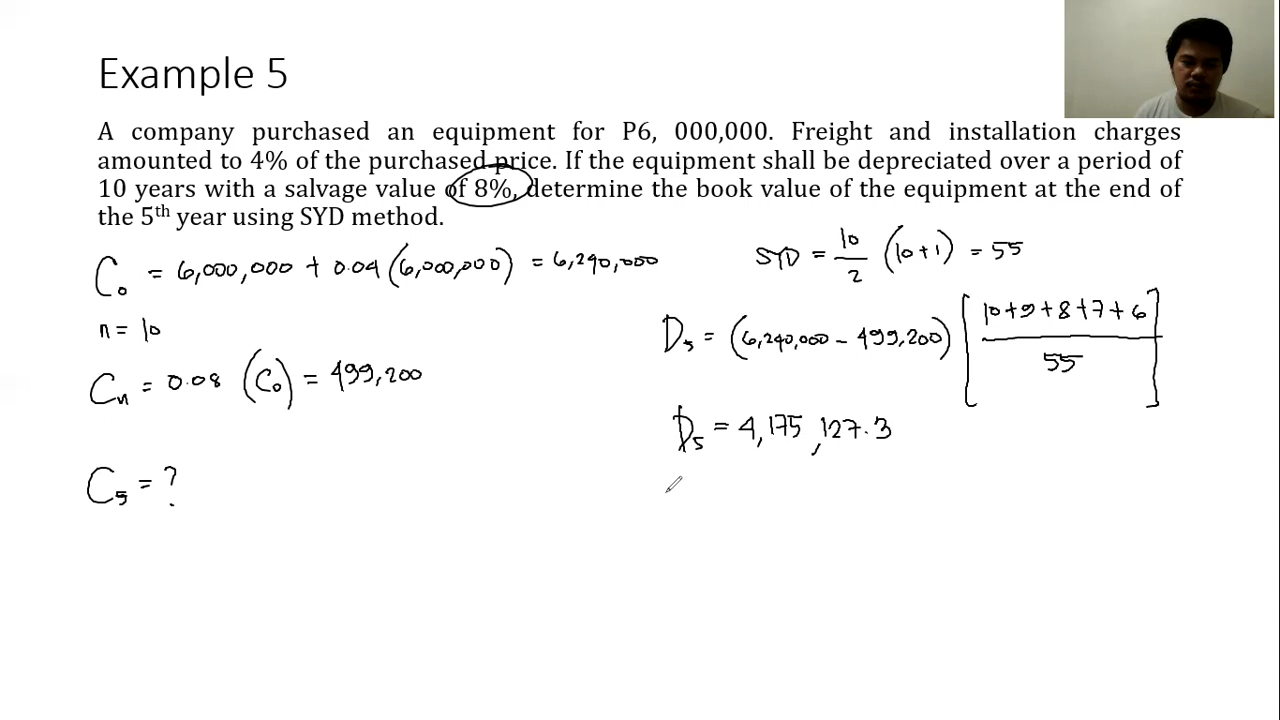 Example 5
A company purchased an equipment for P6, 000,000. Freight and installation charges
amounted to 4% of the purchased price. If the equipment shall be depreciated over a period of
10 years with a salvage value of 8%, determine the book value of the equipment at the end of
the 5th year using SYD method.
C₀ = 6,000,000 + 0.04 (6,000,000) = 6,240,000
n = 10
Cₙ = 0.08 (C₀) = 499,200
C₅ = ?
SYD = 10/2 (10+1) = 55
D₅ = (6,240,000 - 499,200) [10+9+8+7+6 / 55]
D₅ = 4,175,127.3